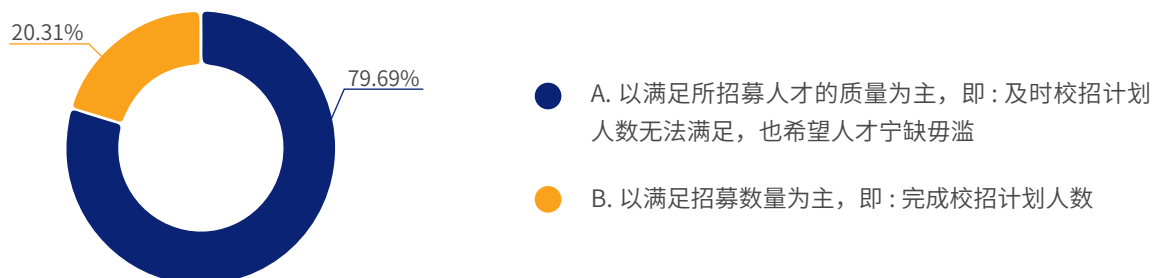 20.31%
79.69%
A. 以满足所招募人才的质量为主，即 : 及时校招计划
人数无法满足，也希望人才宁缺毋滥
B. 以满足招募数量为主，即 : 完成校招计划人数